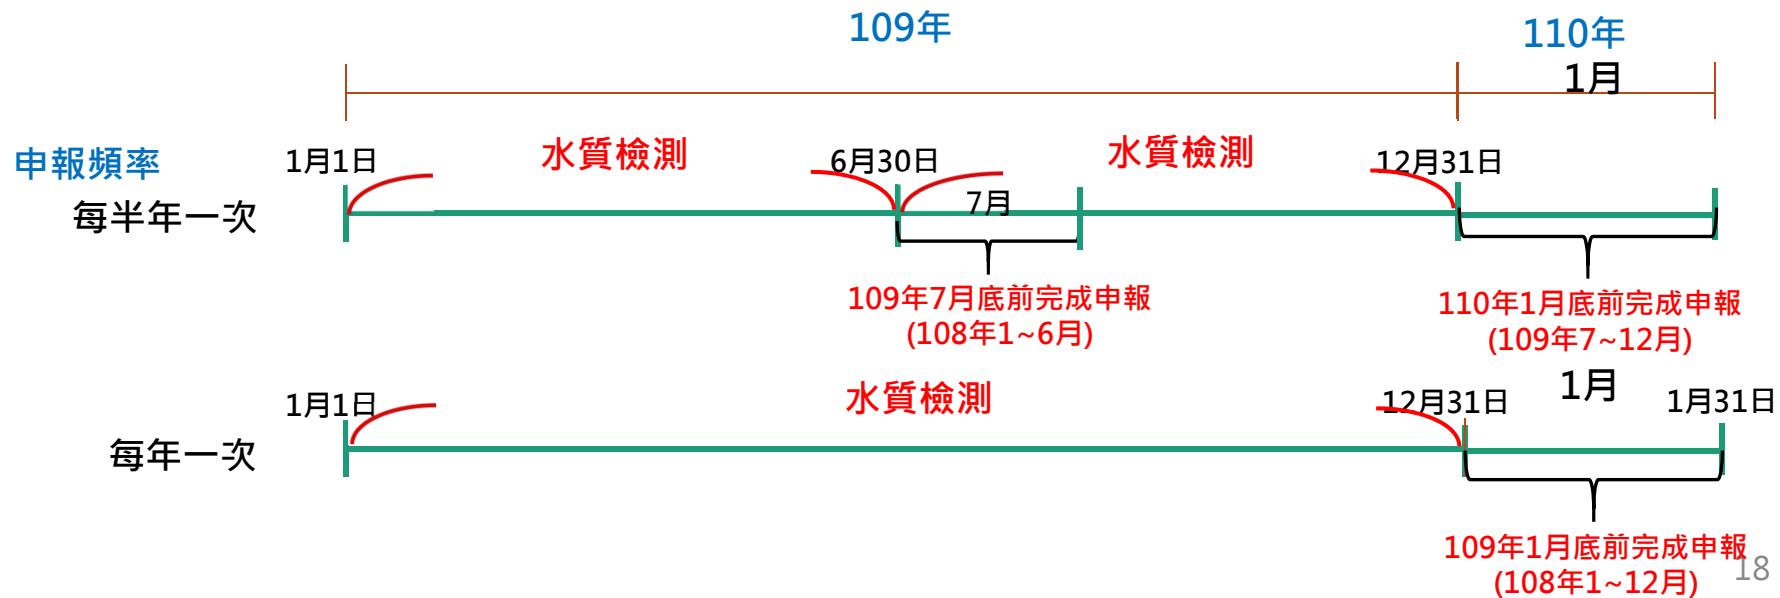 109年
110年
1月
申報頻率
1月1日
水質檢測
6月30日
水質檢測
12月31日
每半年一次
7月
109年7月底前完成申報
(108年1~6月)
110年1月底前完成申報
(109年7~12月)
1月1日
水質檢測
12月31日
1月
1月31日
每年一次
109年1月底前完成申報
(108年1~12月)
18